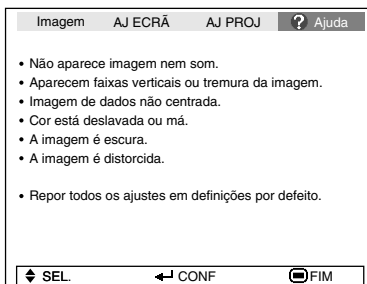 Imagem AJ ECRÃ AJ PROJ ? Ajuda
• Não aparece imagem nem som.
• Aparecem faixas verticais ou tremura da imagem.
• Imagem de dados não centrada.
• Cor está deslavada ou má.
• A imagem é escura.
• A imagem é distorcida.
• Repor todos os ajustes em definições por defeito.
SEL. CONF FIM